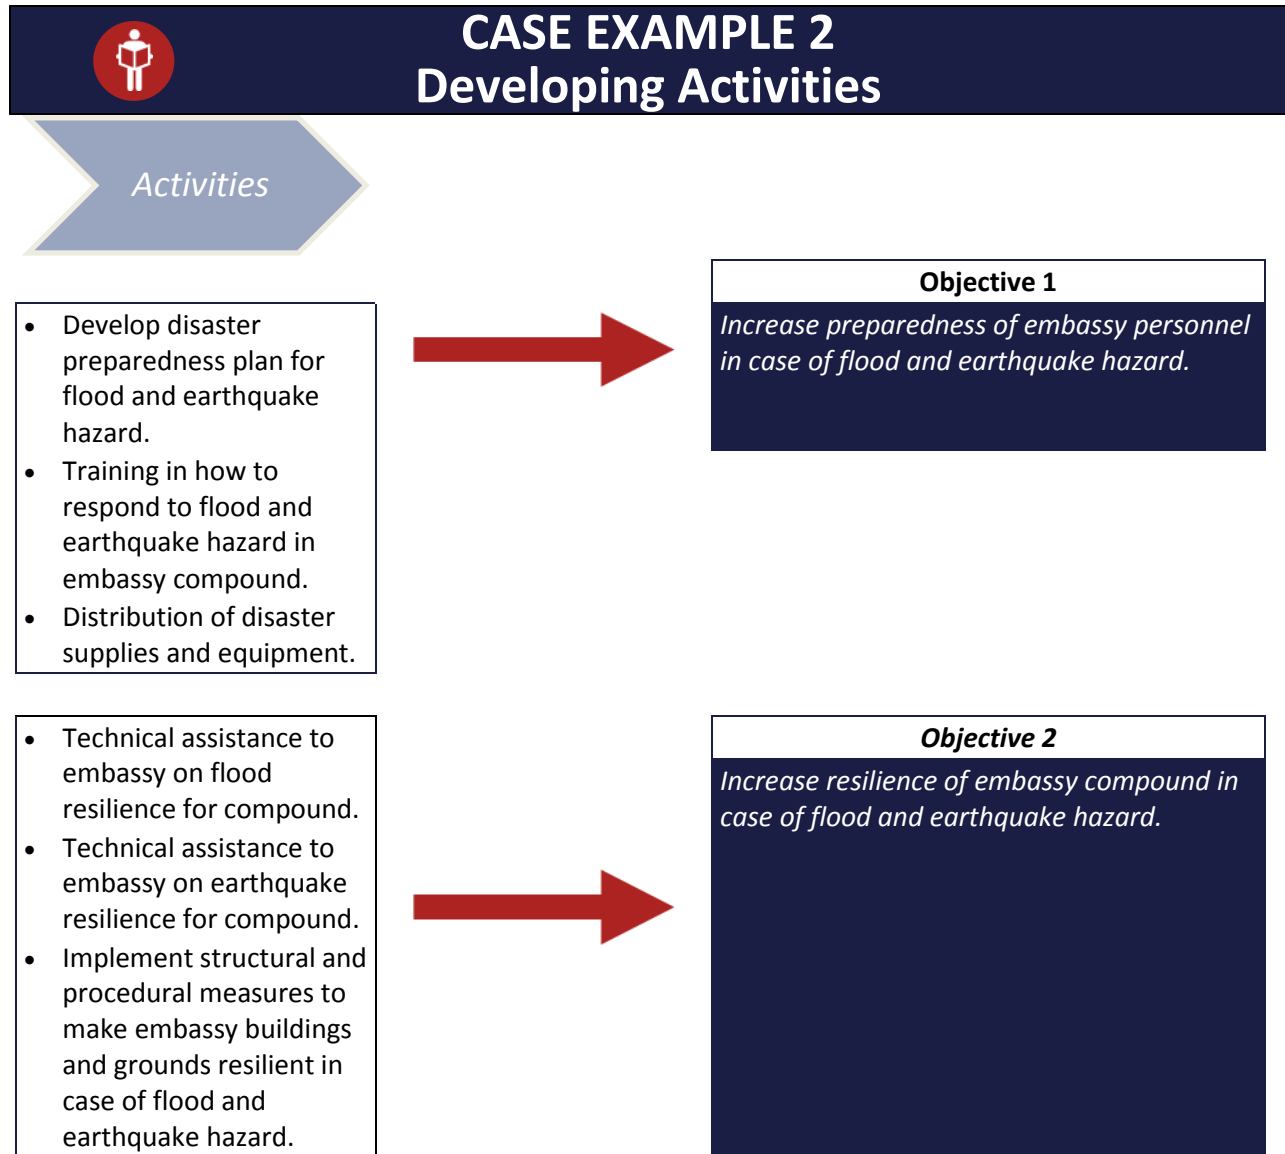 CASE EXAMPLE 2
Developing Activities
Activities
• Develop disaster
preparedness plan for
flood and earthquake
hazard.
• Training in how to
respond to flood and
earthquake hazard in
embassy compound.
• Distribution of disaster
supplies and equipment.
Objective 1
Increase preparedness of embassy personnel
in case of flood and earthquake hazard.
• Technical assistance to
embassy on flood
resilience for compound.
• Technical assistance to
embassy on earthquake
resilience for compound.
• Implement structural and
procedural measures to
make embassy buildings
and grounds resilient in
case of flood and
earthquake hazard.
Objective 2
Increase resilience of embassy compound in
case of flood and earthquake hazard.